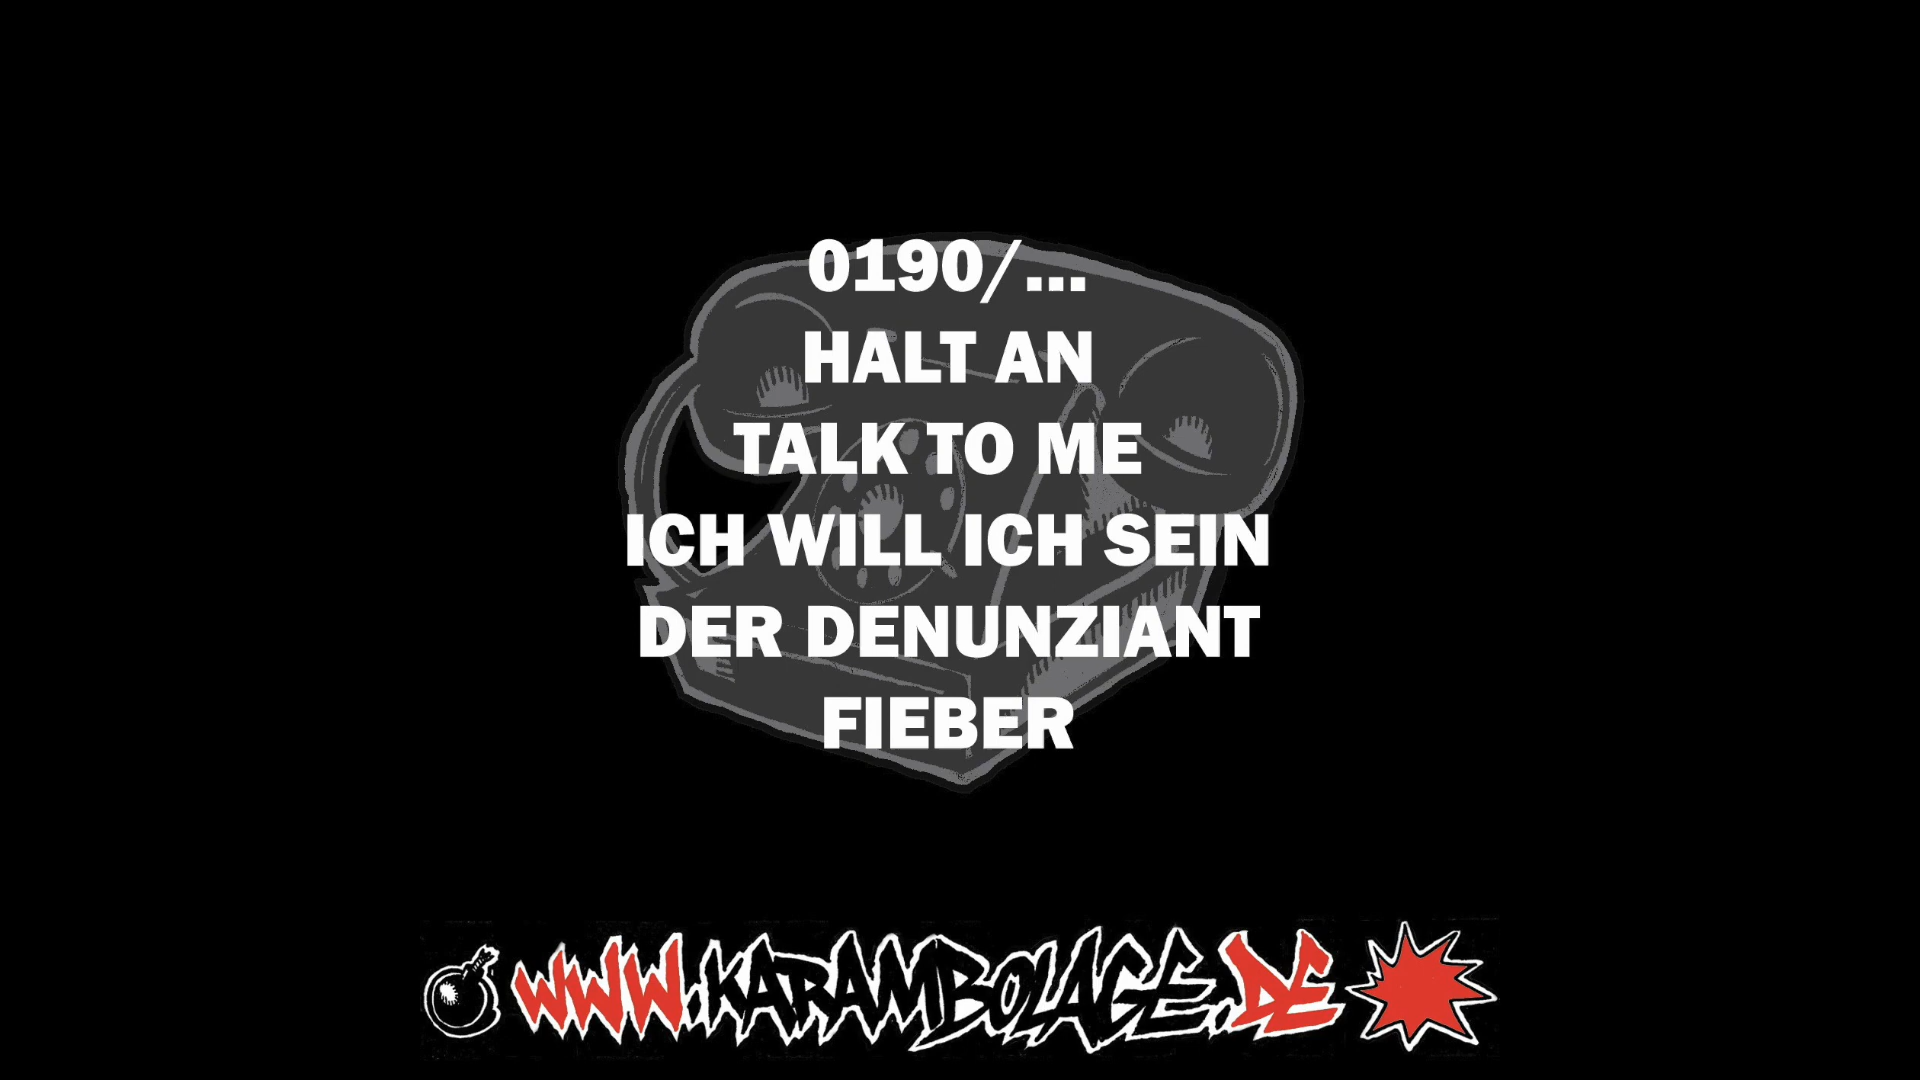 0190/...
HALT AN
TALK TO ME
ICH WILL ICH SEIN
DER DENUNZIANT
FIEBER
WWW.KARAMBOLAGE.DE